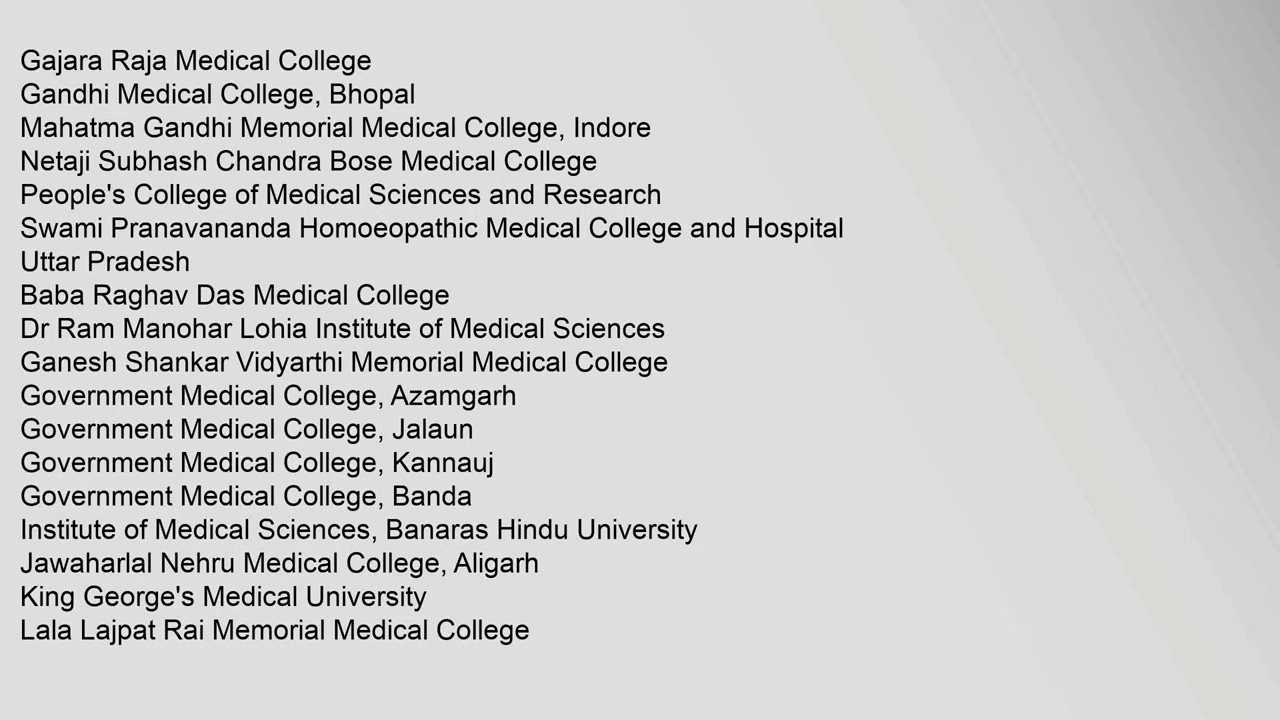 Gajara Raja Medical College
Gandhi Medical College, Bhopal
Mahatma Gandhi Memorial Medical College, Indore
Netaji Subhash Chandra Bose Medical College
People's College of Medical Sciences and Research
Swami Pranavananda Homoeopathic Medical College and Hospital
Uttar Pradesh
Baba Raghav Das Medical College
Dr Ram Manohar Lohia Institute of Medical Sciences
Ganesh Shankar Vidyarthi Memorial Medical College
Government Medical College, Azamgarh
Government Medical College, Jalaun
Government Medical College, Kannauj
Government Medical College, Banda
Institute of Medical Sciences, Banaras Hindu University
Jawaharlal Nehru Medical College, Aligarh
King George's Medical University
Lala Lajpat Rai Memorial Medical College